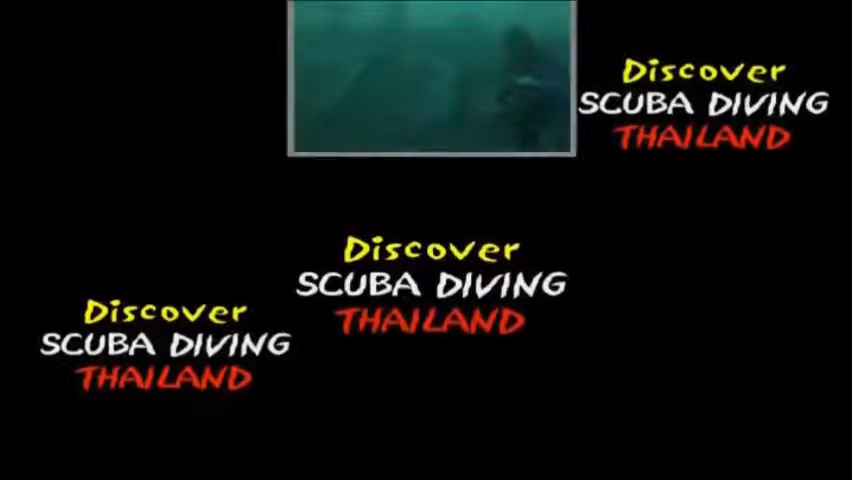 Discover
SCUBA DIVING
THAILAND
Discover
SCUBA DIVING
THAILAND
Discover
SCUBA DIVING
THAILAND